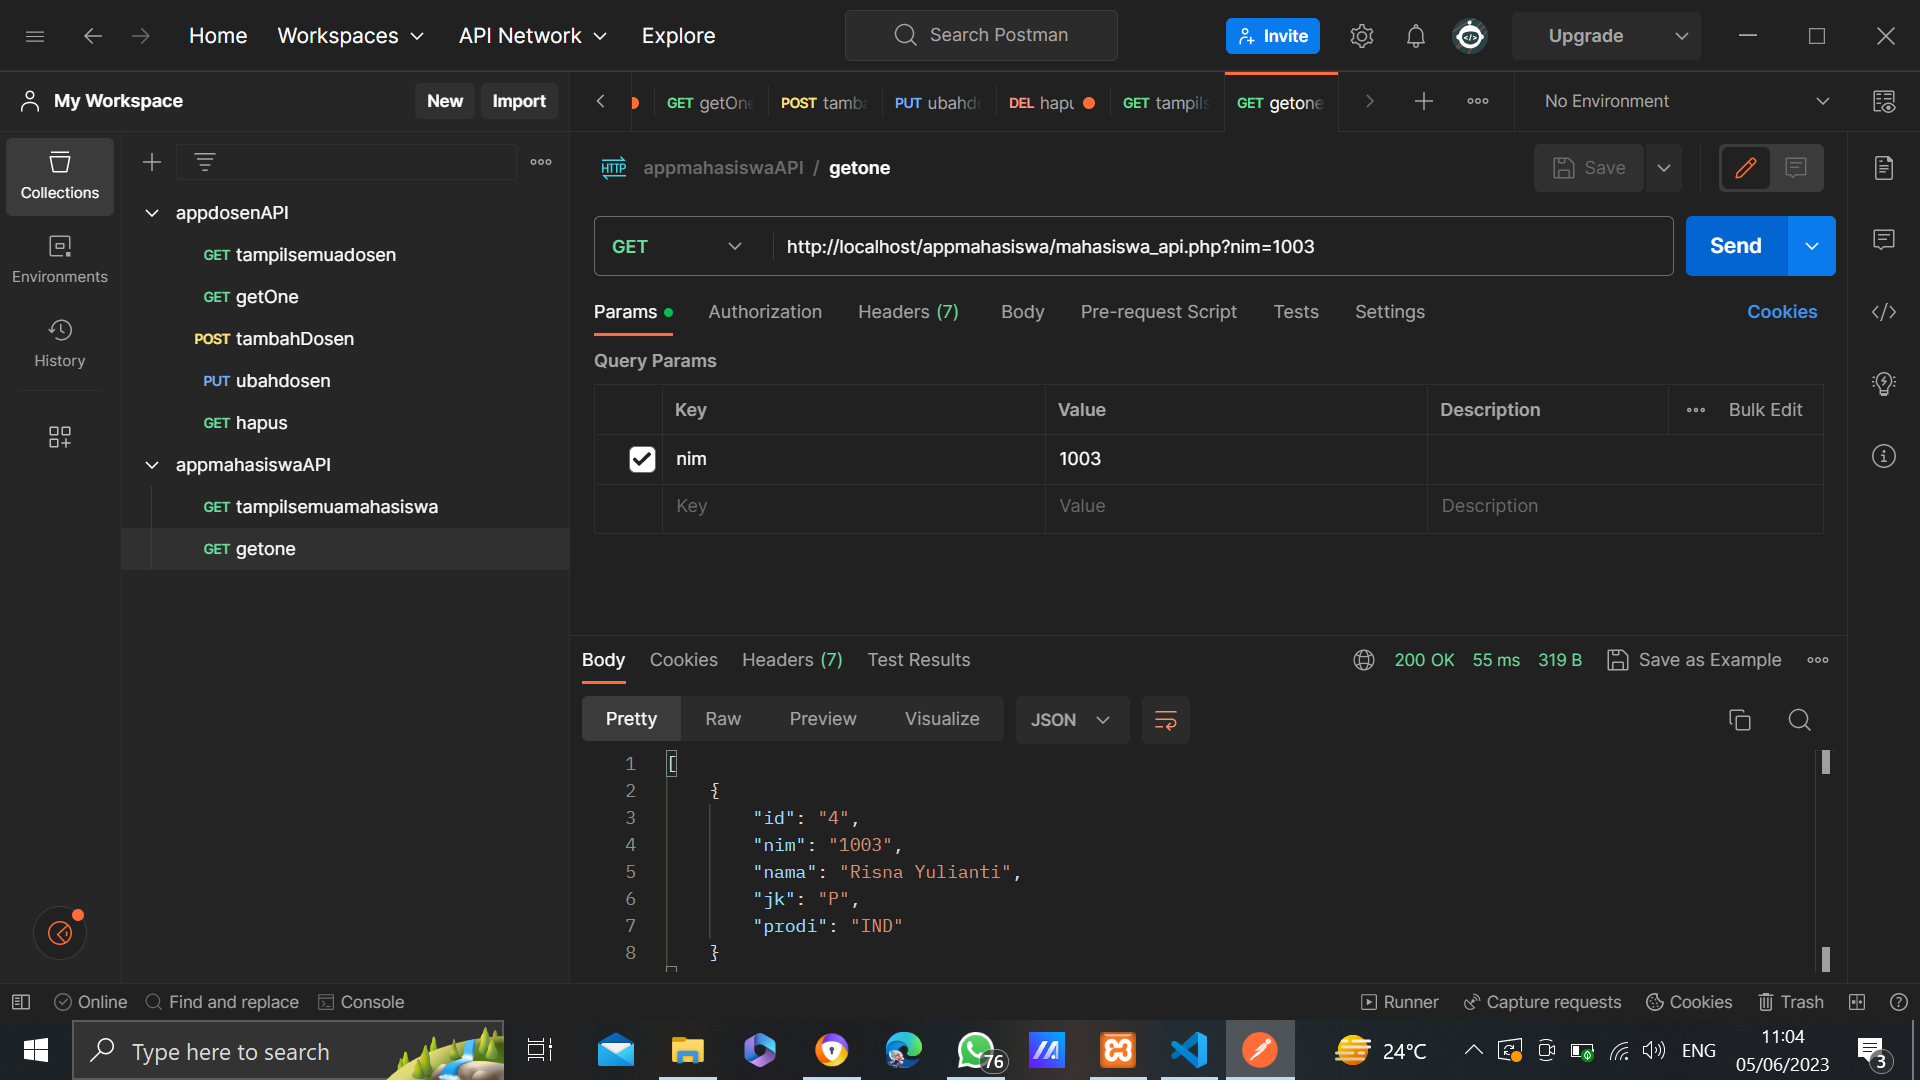 Home
Workspaces
API Network
Explore
Search Postman
Invite
Upgrade
My Workspace
New
Import
GET getOne
POST tamb
PUT ubahd
DEL hapu
GET tampils
GET getone
No Environment
Collections
Environments
History
appdosenAPI
GET tampilsemuadosen
GET getOne
POST tambahDosen
PUT ubahdosen
GET hapus
appmahasiswaAPI
GET tampilsemuamahasiswa
GET getone
HTTP appmahasiswaAPI / getone
Save
GET
http://localhost/appmahasiswa/mahasiswa_api.php?nim=1003
Send
Params
Authorization
Headers (7)
Body
Pre-request Script
Tests
Settings
Cookies
Query Params
Key Value Description Bulk Edit
nim 1003
Key Value Description
Body
Cookies
Headers (7)
Test Results
200 OK 55 ms 319 B
Save as Example
Pretty
Raw
Preview
Visualize
JSON
1 [
2 {
3 "id": "4",
4 "nim": "1003",
5 "nama": "Risna Yulianti",
6 "jk": "P",
7 "prodi": "IND"
8 }
Online
Find and replace
Console
Runner
Capture requests
Cookies
Trash
Type here to search
76
24°C
ENG
11:04
05/06/2023
3